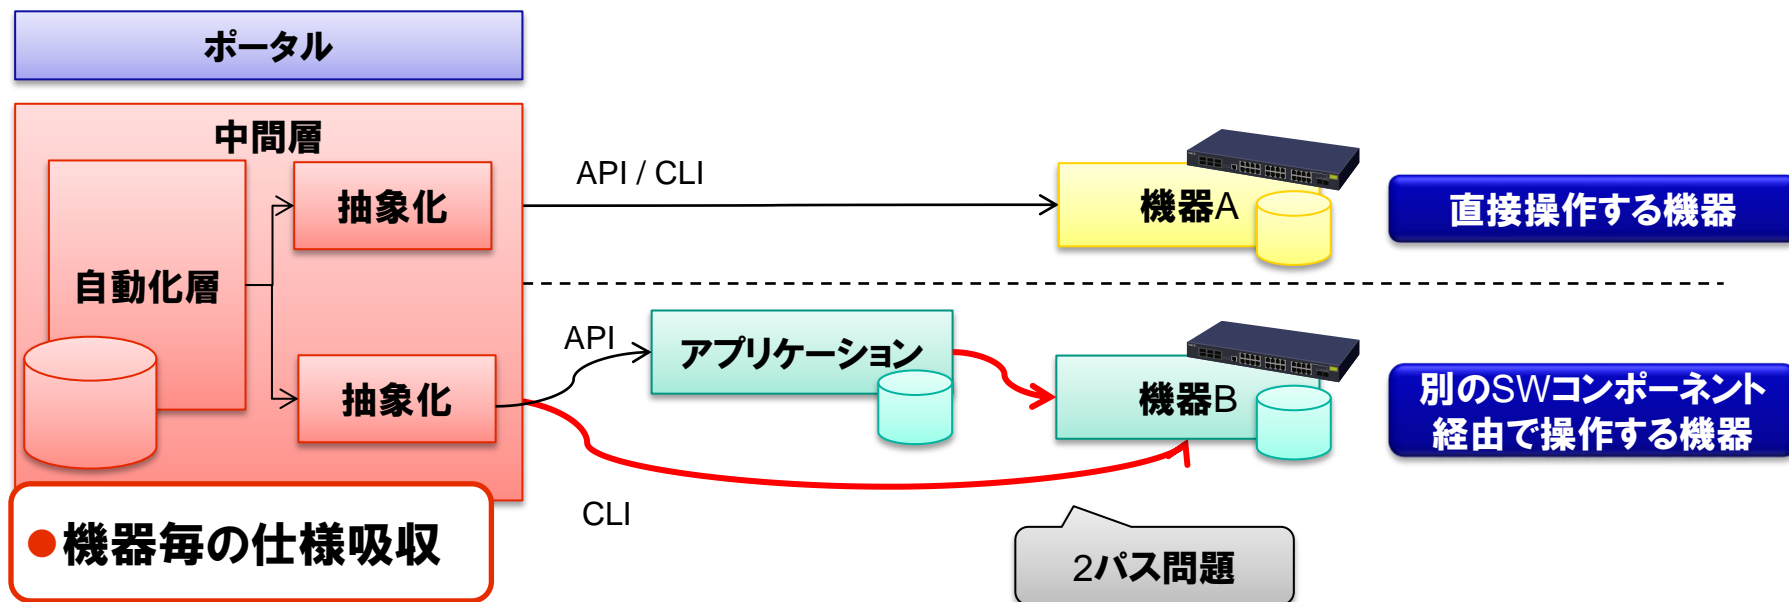 ポータル
中間層
抽象化
API / CLI
機器A
直接操作する機器
自動化層
API
アプリケーション
抽象化
機器B
別のSWコンポーネント
経由で操作する機器
CLI
●機器毎の仕様吸収
2パス問題